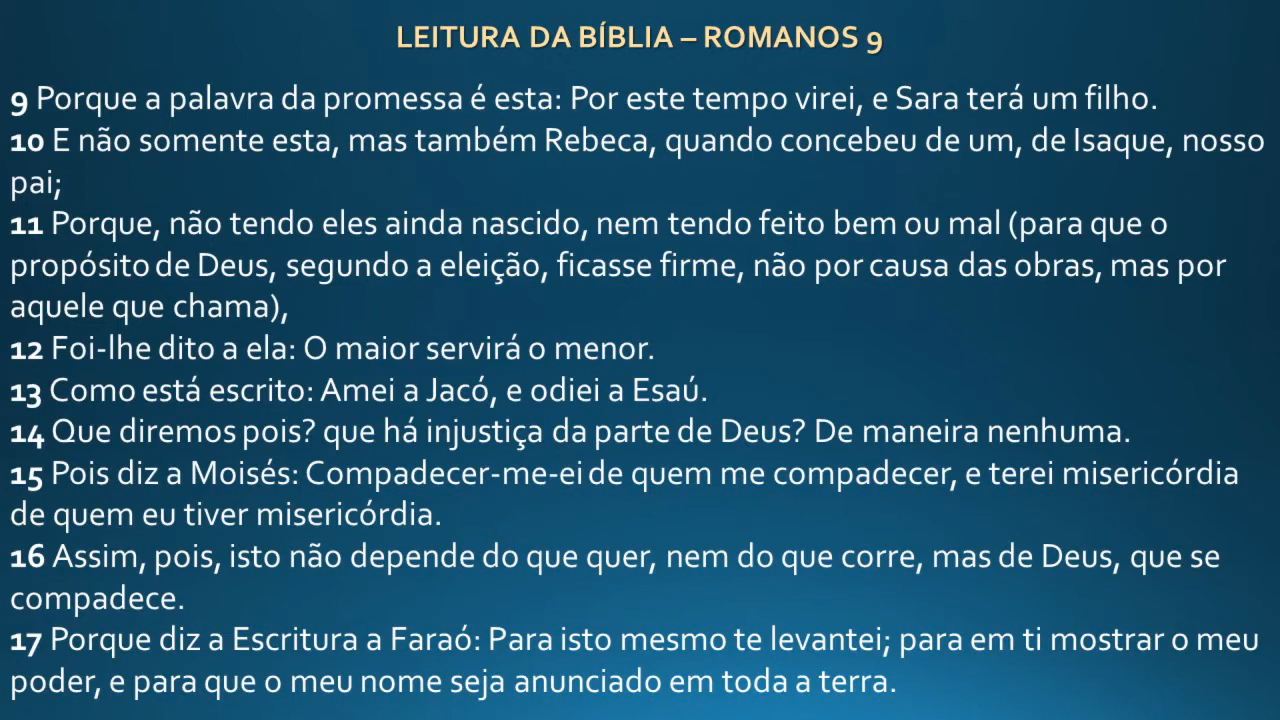 LEITURA DA BÍBLIA – ROMANOS 9
9 Porque a palavra da promessa é esta: Por este tempo virei, e Sara terá um filho.
10 E não somente esta, mas também Rebeca, quando concebeu de um, de Isaque, nosso
pai;
11 Porque, não tendo eles ainda nascido, nem tendo feito bem ou mal (para que o
propósito de Deus, segundo a eleição, ficasse firme, não por causa das obras, mas por
aquele que chama),
12 Foi-lhe dito a ela: O maior servirá o menor.
13 Como está escrito: Amei a Jacó, e odiei a Esaú.
14 Que diremos pois? que há injustiça da parte de Deus? De maneira nenhuma.
15 Pois diz a Moisés: Compadecer-me-ei de quem me compadecer, e terei misericórdia
de quem eu tiver misericórdia.
16 Assim, pois, isto não depende do que quer, nem do que corre, mas de Deus, que se
compadece.
17 Porque diz a Escritura a Faraó: Para isto mesmo te levantei; para em ti mostrar o meu
poder, e para que o meu nome seja anunciado em toda a terra.